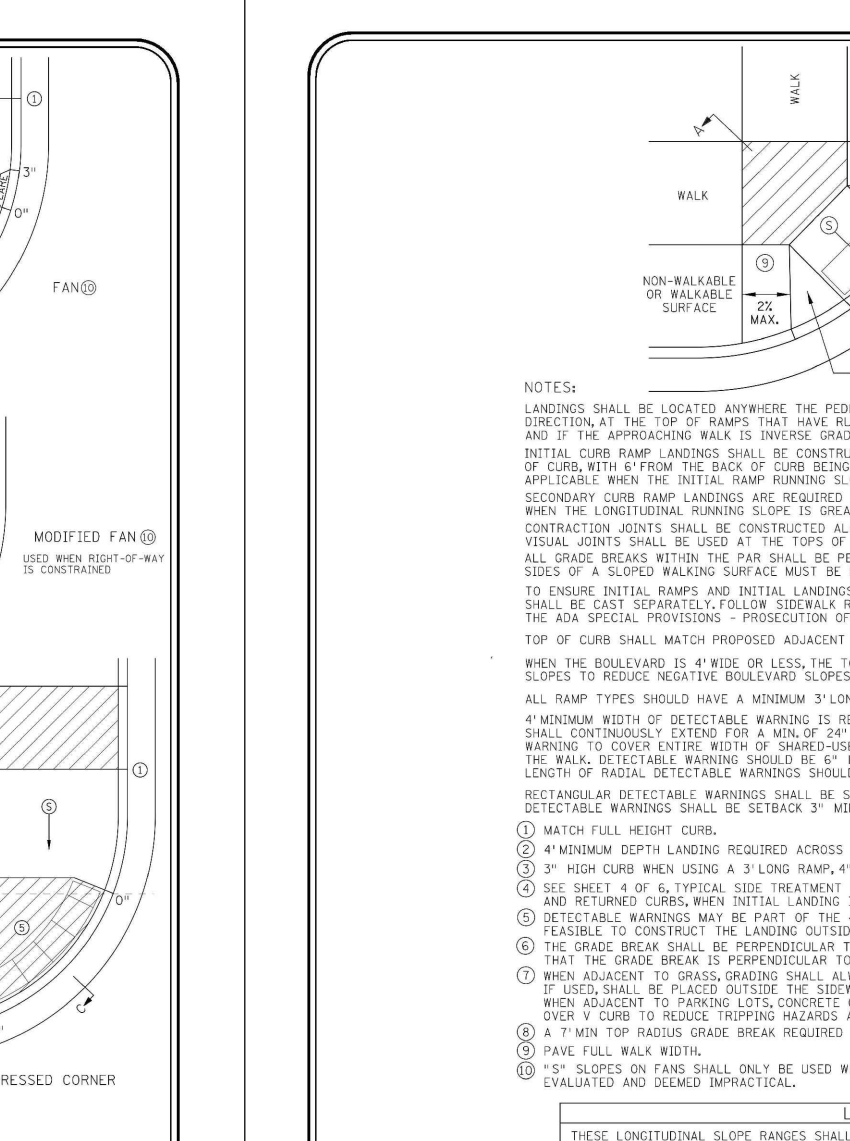 ①
3"
0"
FAN⑩
MODIFIED FAN⑩
USED WHEN RIGHT-OF-WAY
IS CONSTRAINED
①
Ⓢ
0"
⑤
C
RESSED CORNER
WALK
A
WALK
Ⓢ
⑨
NON-WALKABLE
OR WALKABLE
SURFACE
2%
MAX.
NOTES:
LANDINGS SHALL BE LOCATED ANYWHERE THE PEDE
DIRECTION, AT THE TOP OF RAMPS THAT HAVE RU
AND IF THE APPROACHING WALK IS INVERSE GRAD
INITIAL CURB RAMP LANDINGS SHALL BE CONSTRU
OF CURB, WITH 6' FROM THE BACK OF CURB BEING
APPLICABLE WHEN THE INITIAL RAMP RUNNING SL
SECONDARY CURB RAMP LANDINGS ARE REQUIRED
WHEN THE LONGITUDINAL RUNNING SLOPE IS GREA
CONTRACTION JOINTS SHALL BE CONSTRUCTED AL
VISUAL JOINTS SHALL BE USED AT THE TOPS OF
ALL GRADE BREAKS WITHIN THE PAR SHALL BE PE
SIDES OF A SLOPED WALKING SURFACE MUST BE
TO ENSURE INITIAL RAMPS AND INITIAL LANDINGS
SHALL BE CAST SEPARATELY. FOLLOW SIDEWALK R
THE ADA SPECIAL PROVISIONS - PROSECUTION OF
TOP OF CURB SHALL MATCH PROPOSED ADJACENT
WHEN THE BOULEVARD IS 4' WIDE OR LESS, THE TO
SLOPES TO REDUCE NEGATIVE BOULEVARD SLOPES
ALL RAMP TYPES SHOULD HAVE A MINIMUM 3' LON
4' MINIMUM WIDTH OF DETECTABLE WARNING IS RE
SHALL CONTINUOUSLY EXTEND FOR A MIN. OF 24"
WARNING TO COVER ENTIRE WIDTH OF SHARED-USE
THE WALK. DETECTABLE WARNING SHOULD BE 6" L
LENGTH OF RADIAL DETECTABLE WARNINGS SHOULD
RECTANGULAR DETECTABLE WARNINGS SHALL BE S
DETECTABLE WARNINGS SHALL BE SETBACK 3" MI
① MATCH FULL HEIGHT CURB.
② 4' MINIMUM DEPTH LANDING REQUIRED ACROSS
③ 3" HIGH CURB WHEN USING A 3' LONG RAMP, 4"
④ SEE SHEET 4 OF 6, TYPICAL SIDE TREATMENT
AND RETURNED CURBS, WHEN INITIAL LANDING I
⑤ DETECTABLE WARNINGS MAY BE PART OF THE 4
FEASIBLE TO CONSTRUCT THE LANDING OUTSID
⑥ THE GRADE BREAK SHALL BE PERPENDICULAR T
THAT THE GRADE BREAK IS PERPENDICULAR TO
⑦ WHEN ADJACENT TO GRASS, GRADING SHALL ALW
IF USED, SHALL BE PLACED OUTSIDE THE SIDEW
WHEN ADJACENT TO PARKING LOTS, CONCRETE
OVER V CURB TO REDUCE TRIPPING HAZARDS A
⑧ A 7' MIN TOP RADIUS GRADE BREAK REQUIRED
⑨ PAVE FULL WALK WIDTH.
⑩ "S" SLOPES ON FANS SHALL ONLY BE USED W
EVALUATED AND DEEMED IMPRACTICAL.
L
THESE LONGITUDINAL SLOPE RANGES SHALL